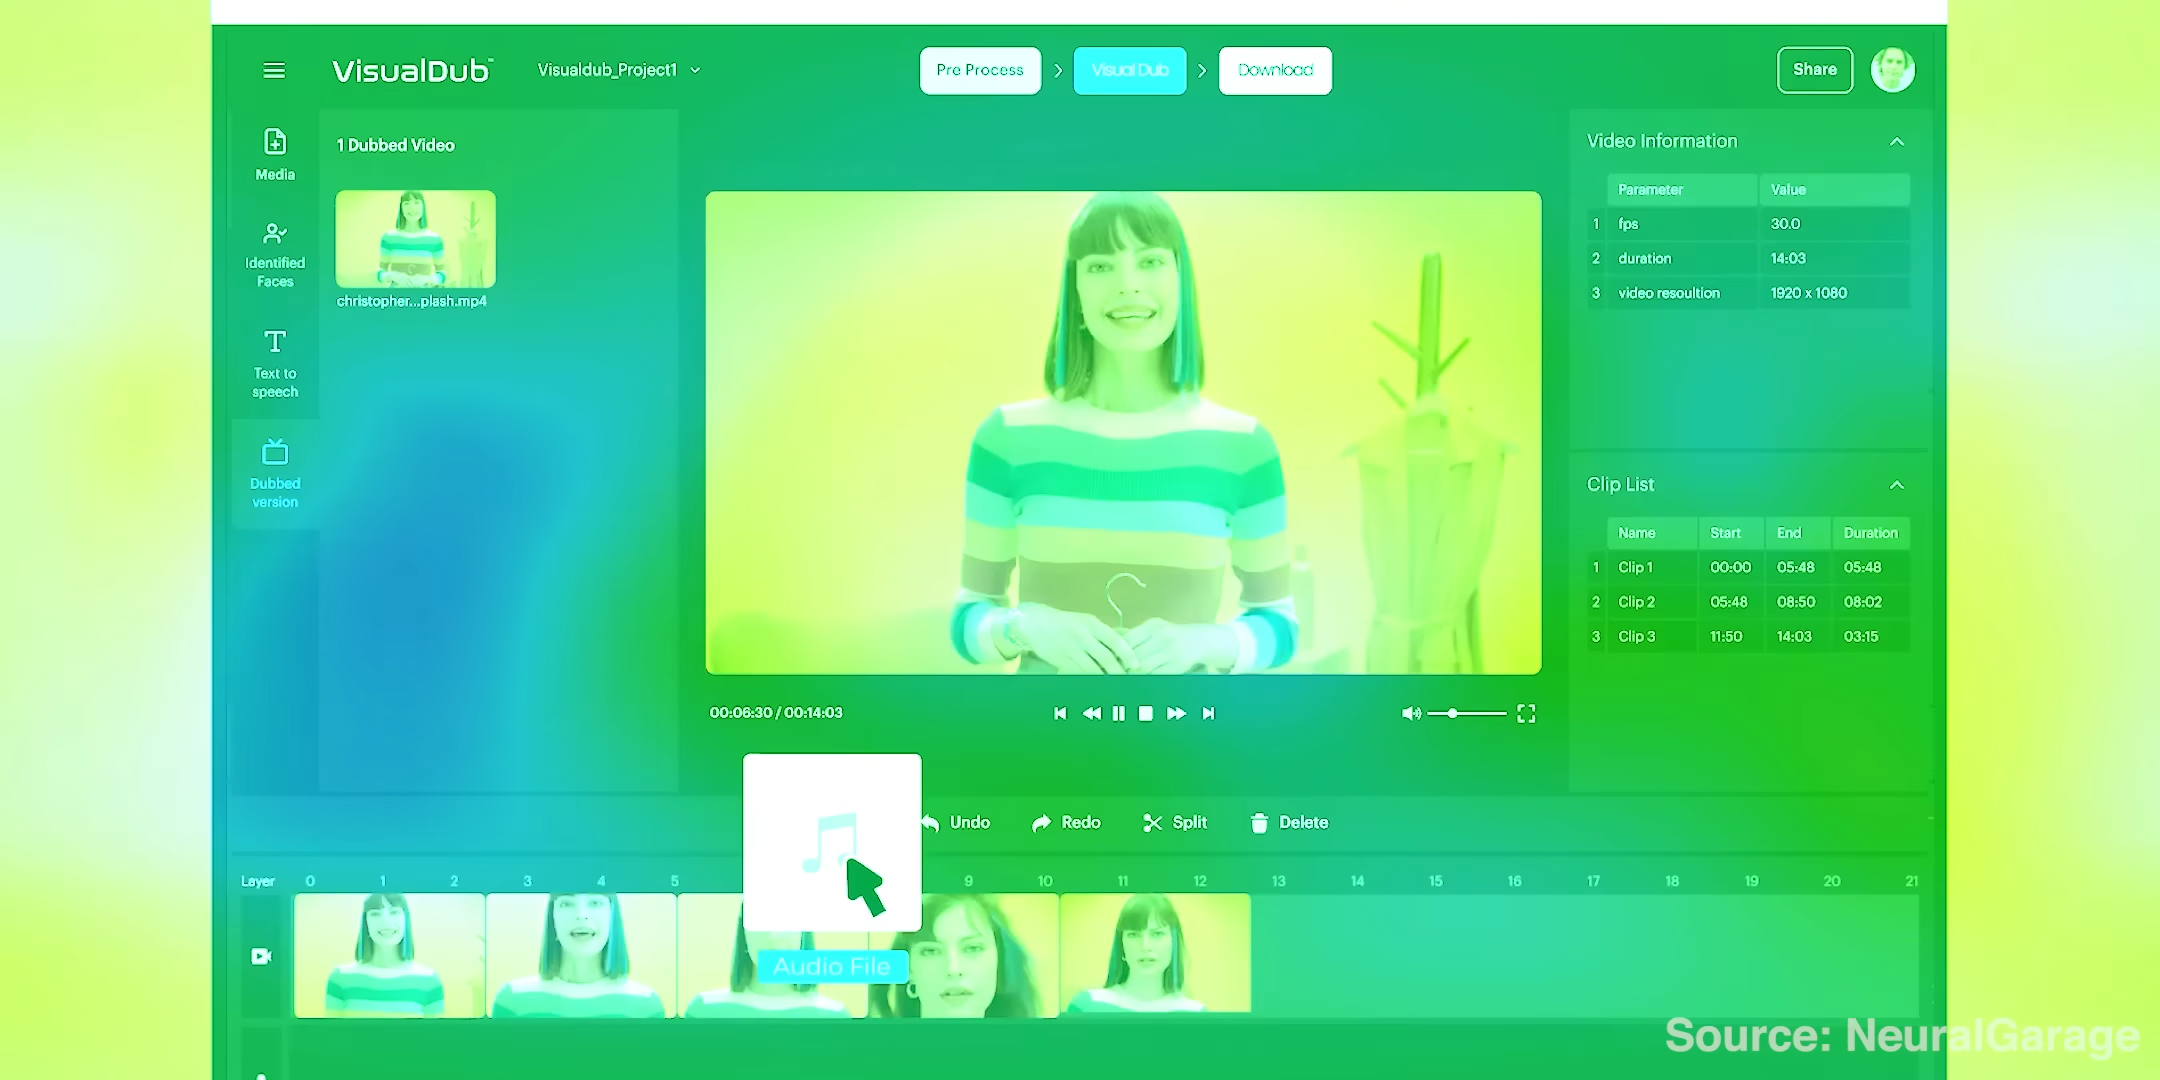 VisualDub™
Visualdub_Project1
Pre Process
Visual Dub
Download
Share
Media
Identified
Faces
Text to
speech
Dubbed
version
1 Dubbed Video
christopher...plash.mp4
00:06:30 / 00:14:03
Video Information
Parameter Value
1 fps 30.0
2 duration 14:03
3 video resoultion 1920 x 1080
Clip List
Name Start End Duration
1 Clip 1 00:00 05:48 05:48
2 Clip 2 05:48 08:50 08:02
3 Clip 3 11:50 14:03 03:15
Undo Redo Split Delete
Layer 0 1 2 3 4 5 9 10 11 12 13 14 15 16 17 18 19 20 21
Audio File
Source: NeuralGarage